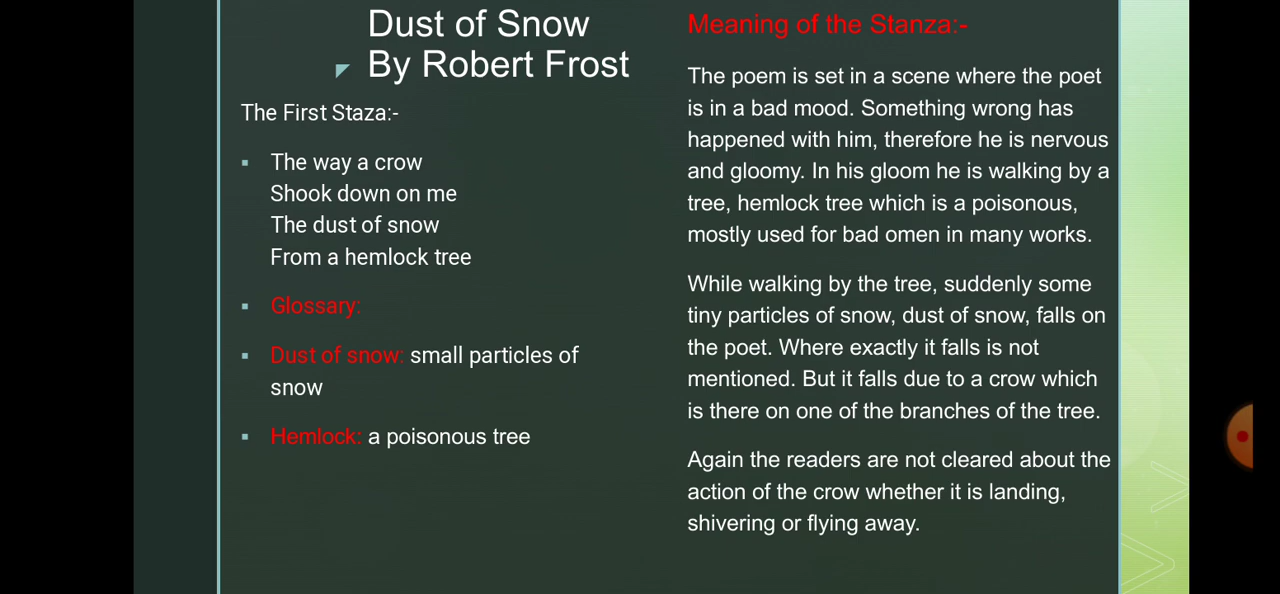 Dust of Snow
By Robert Frost
The First Staza:-
The way a crow
Shook down on me
The dust of snow
From a hemlock tree
Glossary:
Dust of snow: small particles of
snow
Hemlock: a poisonous tree
Meaning of the Stanza:-
The poem is set in a scene where the poet
is in a bad mood. Something wrong has
happened with him, therefore he is nervous
and gloomy. In his gloom he is walking by a
tree, hemlock tree which is a poisonous,
mostly used for bad omen in many works.
While walking by the tree, suddenly some
tiny particles of snow, dust of snow, falls on
the poet. Where exactly it falls is not
mentioned. But it falls due to a crow which
is there on one of the branches of the tree.
Again the readers are not cleared about the
action of the crow whether it is landing,
shivering or flying away.